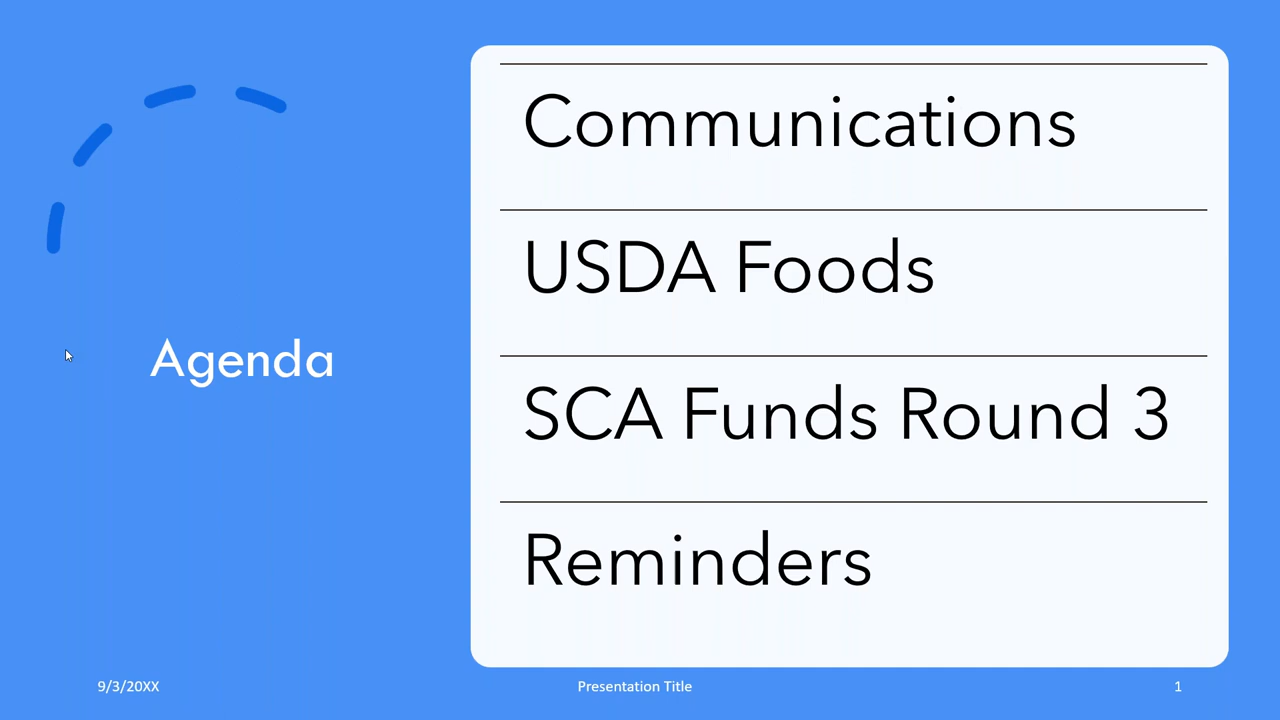 Agenda
Communications
USDA Foods
SCA Funds Round 3
Reminders
9/3/20XX
Presentation Title
1